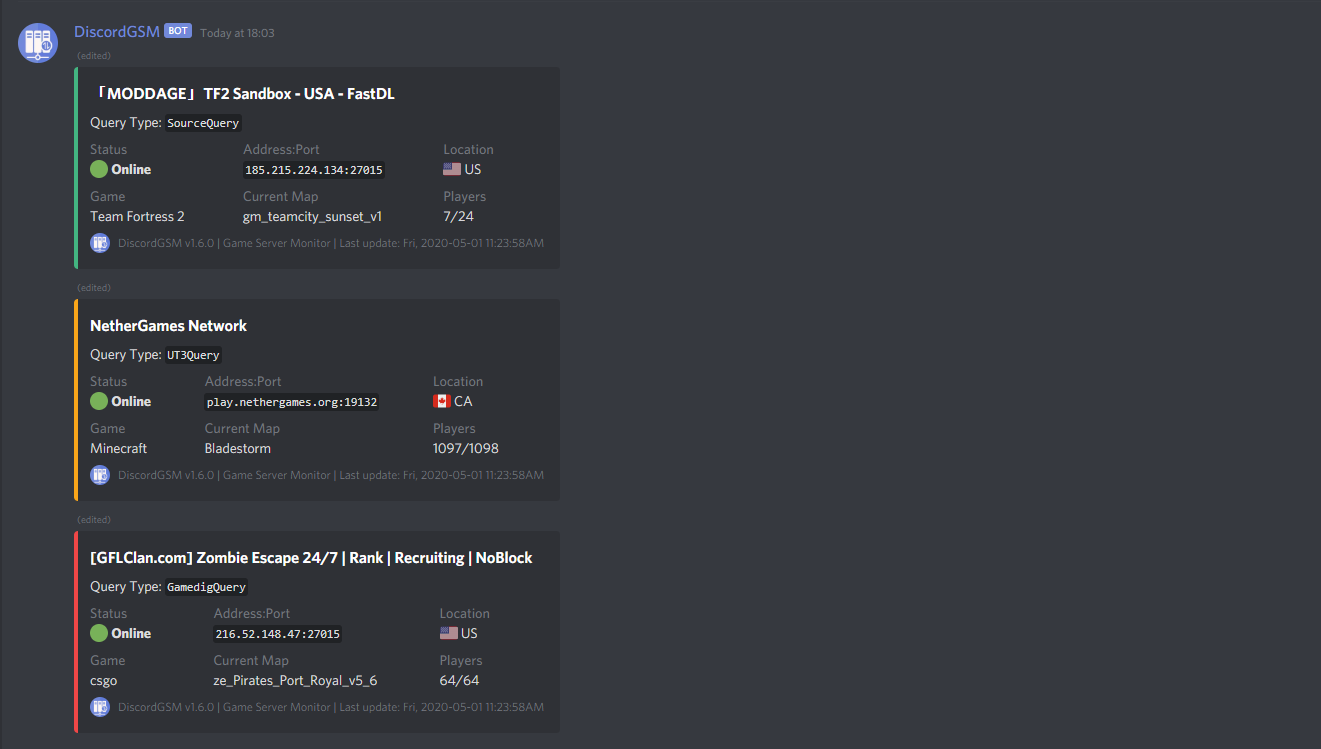 DiscordGSM BOT Today at 18:03
(edited)
「MODDAGE」 TF2 Sandbox - USA - FastDL
Query Type: SourceQuery
Status Address:Port Location
Online 185.215.224.134:27015 US
Game Current Map Players
Team Fortress 2 gm_teamcity_sunset_v1 7/24
DiscordGSM v1.6.0 | Game Server Monitor | Last update: Fri, 2020-05-01 11:23:58AM
(edited)
NetherGames Network
Query Type: UT3Query
Status Address:Port Location
Online play.nethergames.org:19132 CA
Game Current Map Players
Minecraft Bladestorm 1097/1098
DiscordGSM v1.6.0 | Game Server Monitor | Last update: Fri, 2020-05-01 11:23:58AM
(edited)
[GFLClan.com] Zombie Escape 24/7 | Rank | Recruiting | NoBlock
Query Type: GamedigQuery
Status Address:Port Location
Online 216.52.148.47:27015 US
Game Current Map Players
csgo ze_Pirates_Port_Royal_v5_6 64/64
DiscordGSM v1.6.0 | Game Server Monitor | Last update: Fri, 2020-05-01 11:23:58AM